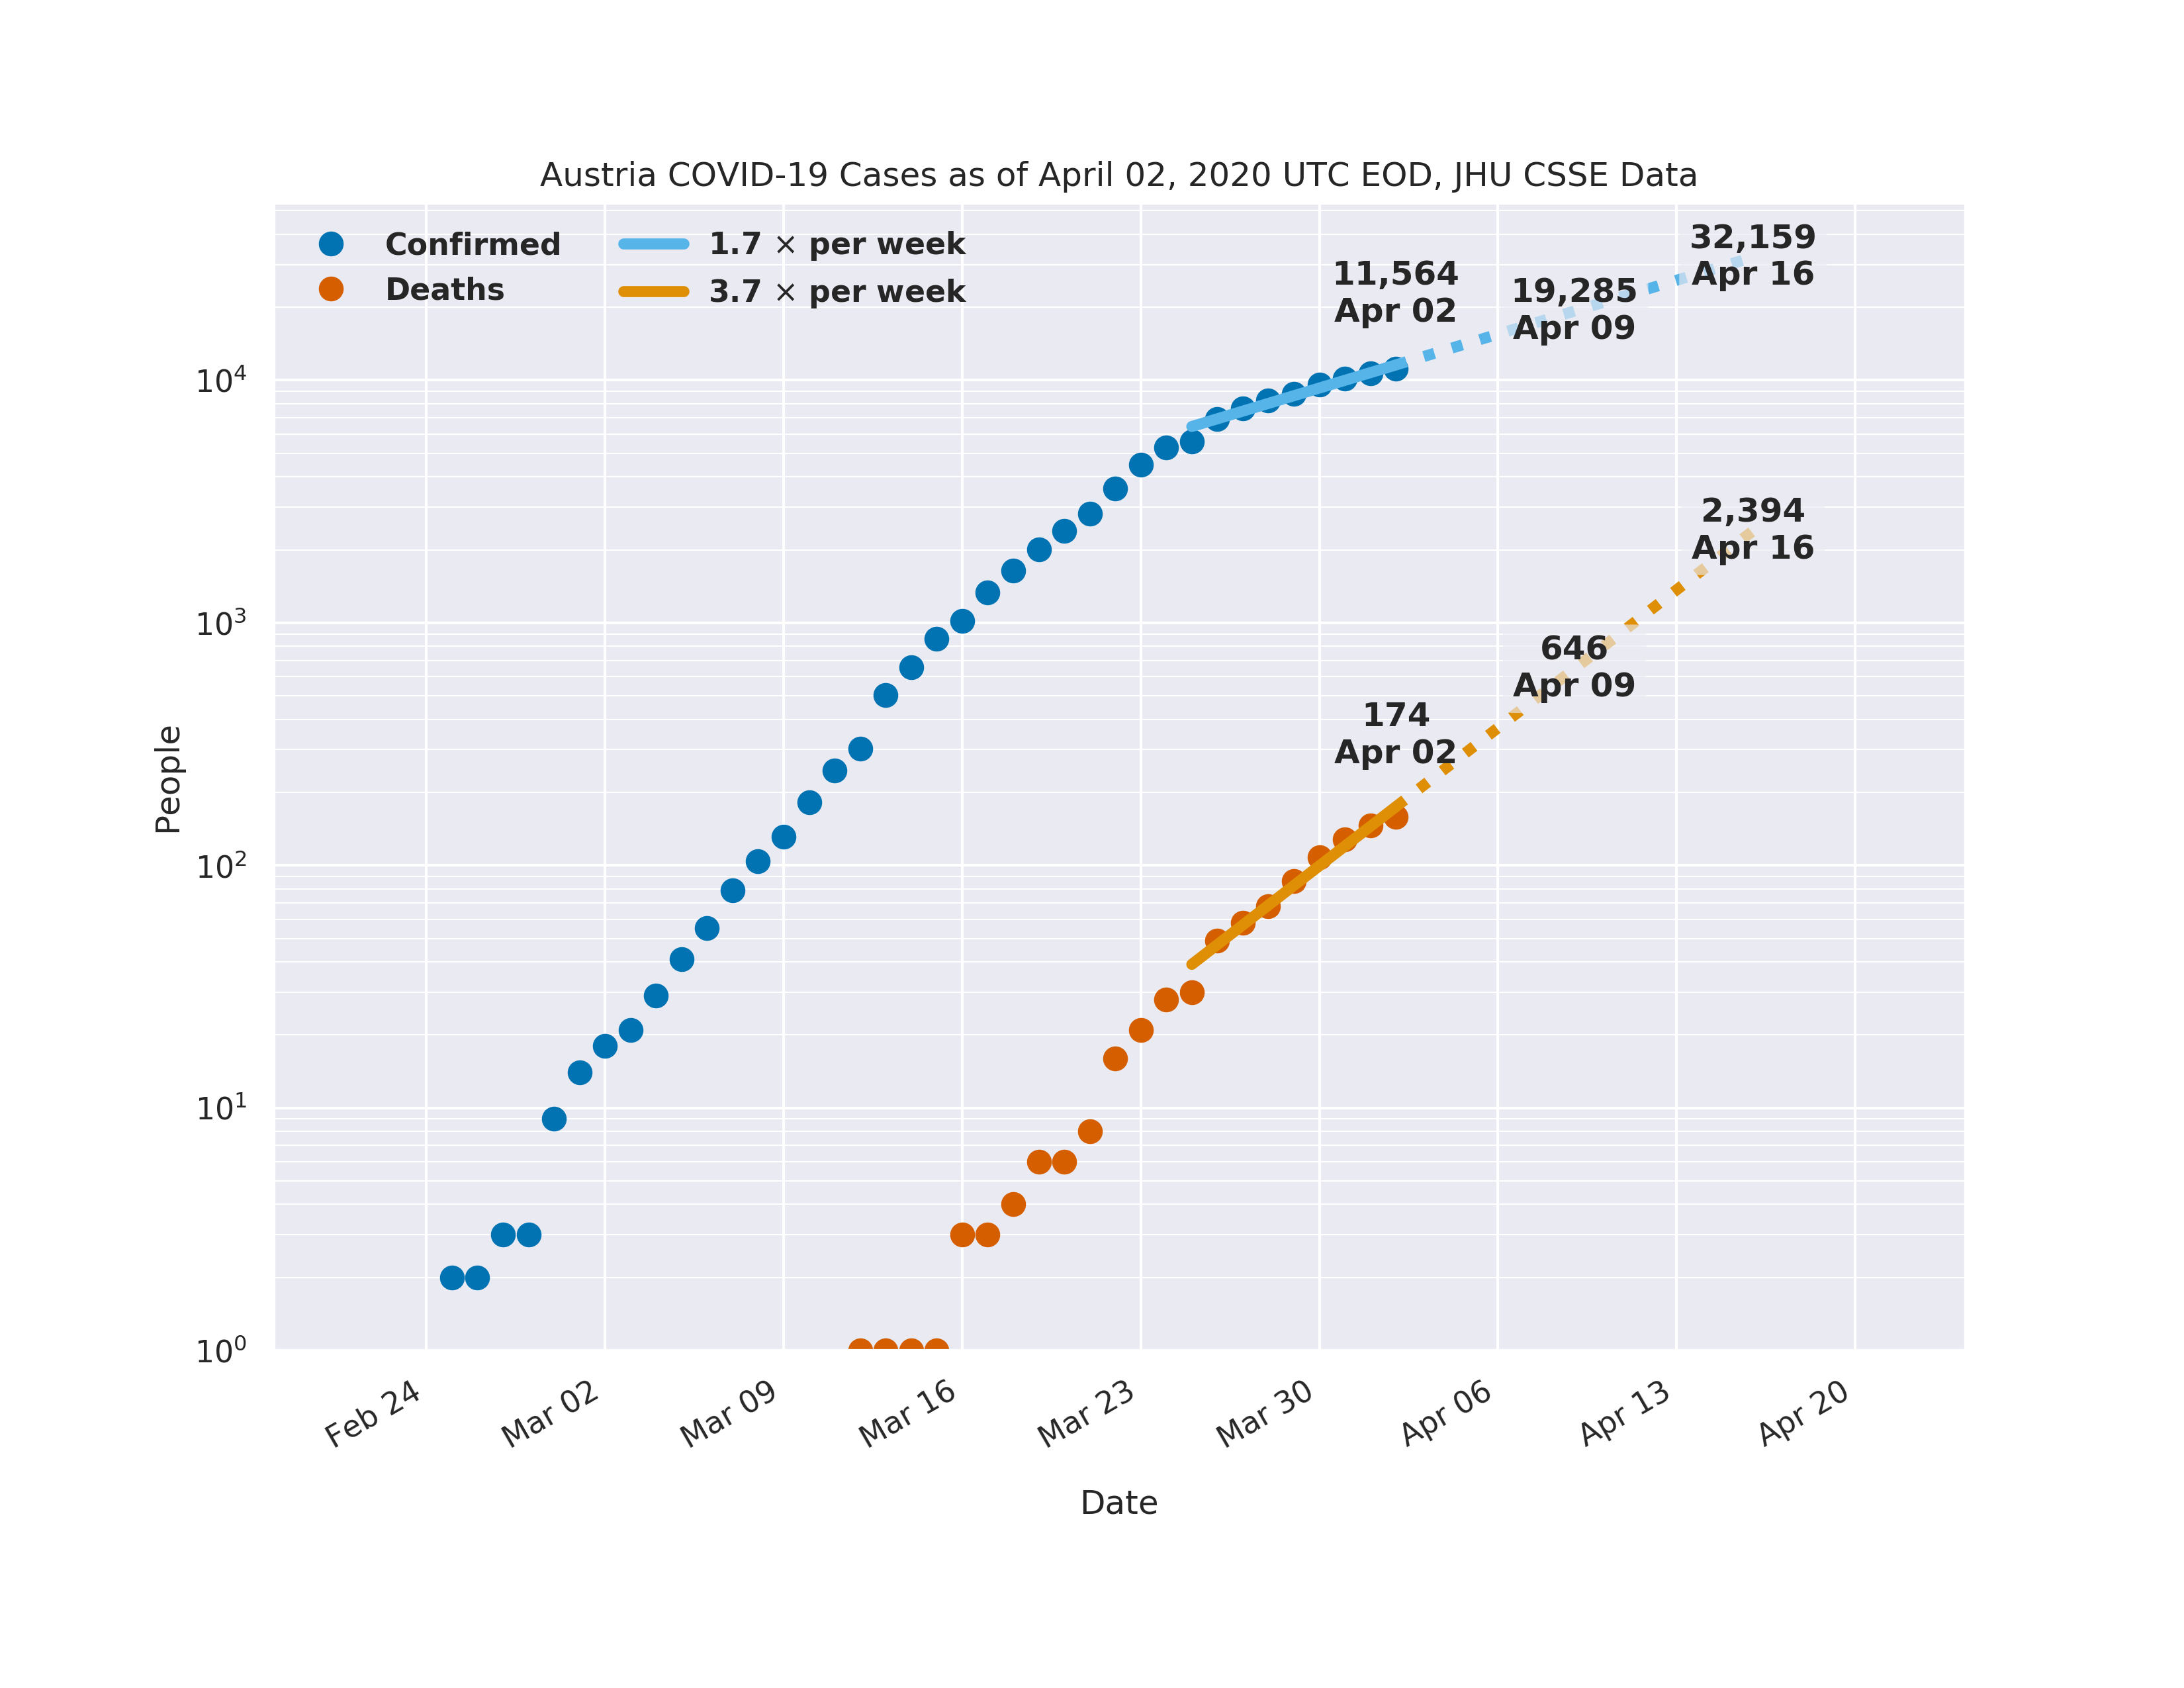 Austria COVID-19 Cases as of April 02, 2020 UTC EOD, JHU CSSE Data
Confirmed
Deaths
1.7 × per week
3.7 × per week
32,159
Apr 16
11,564
Apr 02
19,285
Apr 09
2,394
Apr 16
646
Apr 09
174
Apr 02
People
10⁴
10³
10²
10¹
10⁰
Feb 24
Mar 02
Mar 09
Mar 16
Mar 23
Mar 30
Apr 06
Apr 13
Apr 20
Date